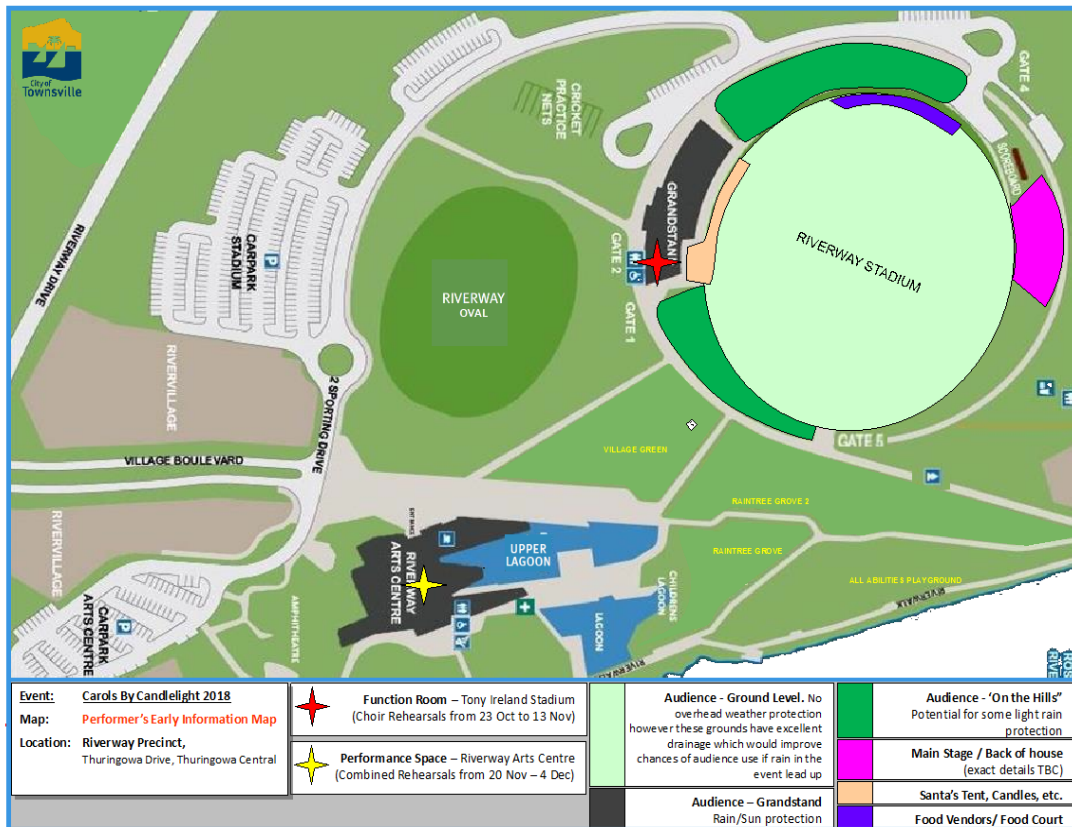 City of
Townsville
CRICKET
PRACTICE
NETS
GATE 4
SCOREBOARD
GRANDSTAN
GATE 2
GATE 1
RIVERWAY STADIUM
RIVERWAY DRIVE
RIVERWAY DRIVE
CARPARK
STADIUM
P
RIVERWAY
OVAL
RIVERVILLAGE
2 SPORTING DRIVE
VILLAGE BOULEVARD
GATE 5
VILLAGE GREEN
RAINTREE GROVE 2
RAINTREE GROVE
ALL ABILITIES PLAYGROUND
RIVERWALK
RIVERVILLAGE
ENTRANCE
RIVERWAY
ARTS CENTRE
UPPER
LAGOON
CHILDRENS
LAGOON
LAGOON
AMPHITHEATRE
CARPARK
ARTS CENTRE
P
RIVERWA
ROS
RIVE
Event: Carols By Candlelight 2018
Map: Performer's Early Information Map
Location: Riverway Precinct,
Thuringowa Drive, Thuringowa Central
Function Room – Tony Ireland Stadium
(Choir Rehearsals from 23 Oct to 13 Nov)
Performance Space – Riverway Arts Centre
(Combined Rehearsals from 20 Nov – 4 Dec)
Audience - Ground Level. No
overhead weather protection
however these grounds have excellent
drainage which would improve
chances of audience use if rain in the
event lead up
Audience – Grandstand
Rain/Sun protection
Audience - 'On the Hills"
Potential for some light rain
protection
Main Stage / Back of house
(exact details TBC)
Santa's Tent, Candles, etc.
Food Vendors/ Food Court